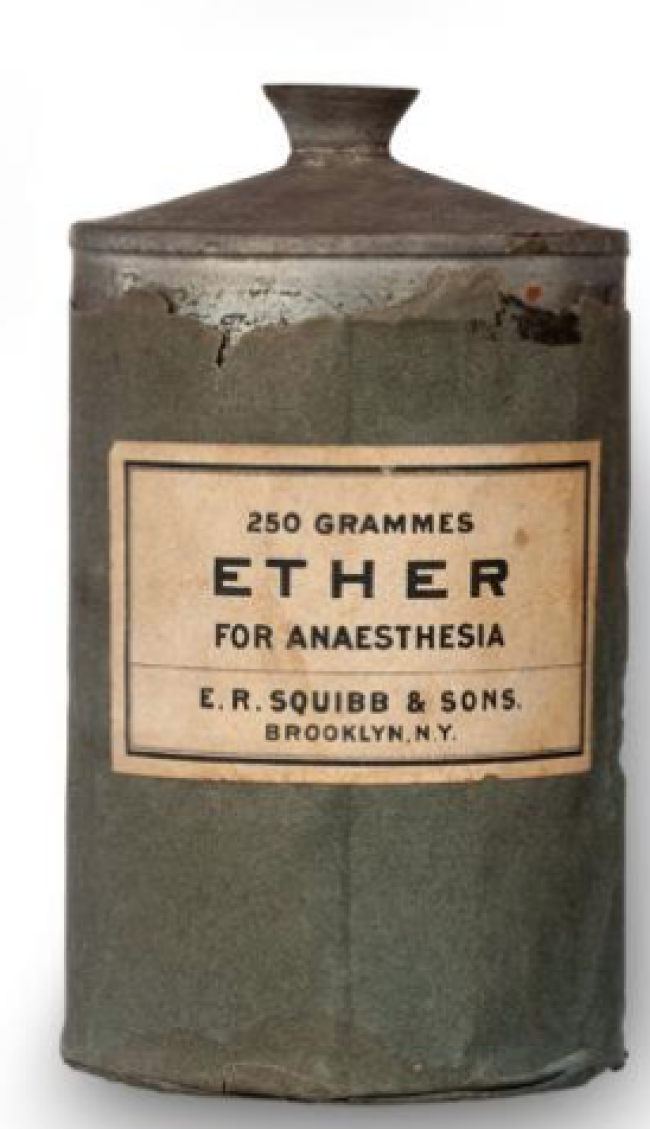 250 GRAMMES
ETHER
FOR ANAESTHESIA
E. R. SQUIBB & SONS.
BROOKLYN, N.Y.